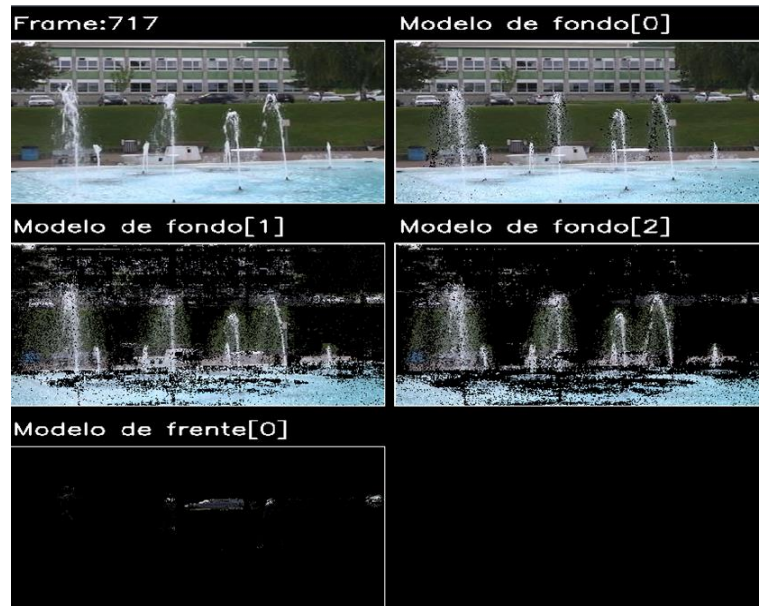 Frame:717
Modelo de fondo[0]
Modelo de fondo[1]
Modelo de fondo[2]
Modelo de frente[0]